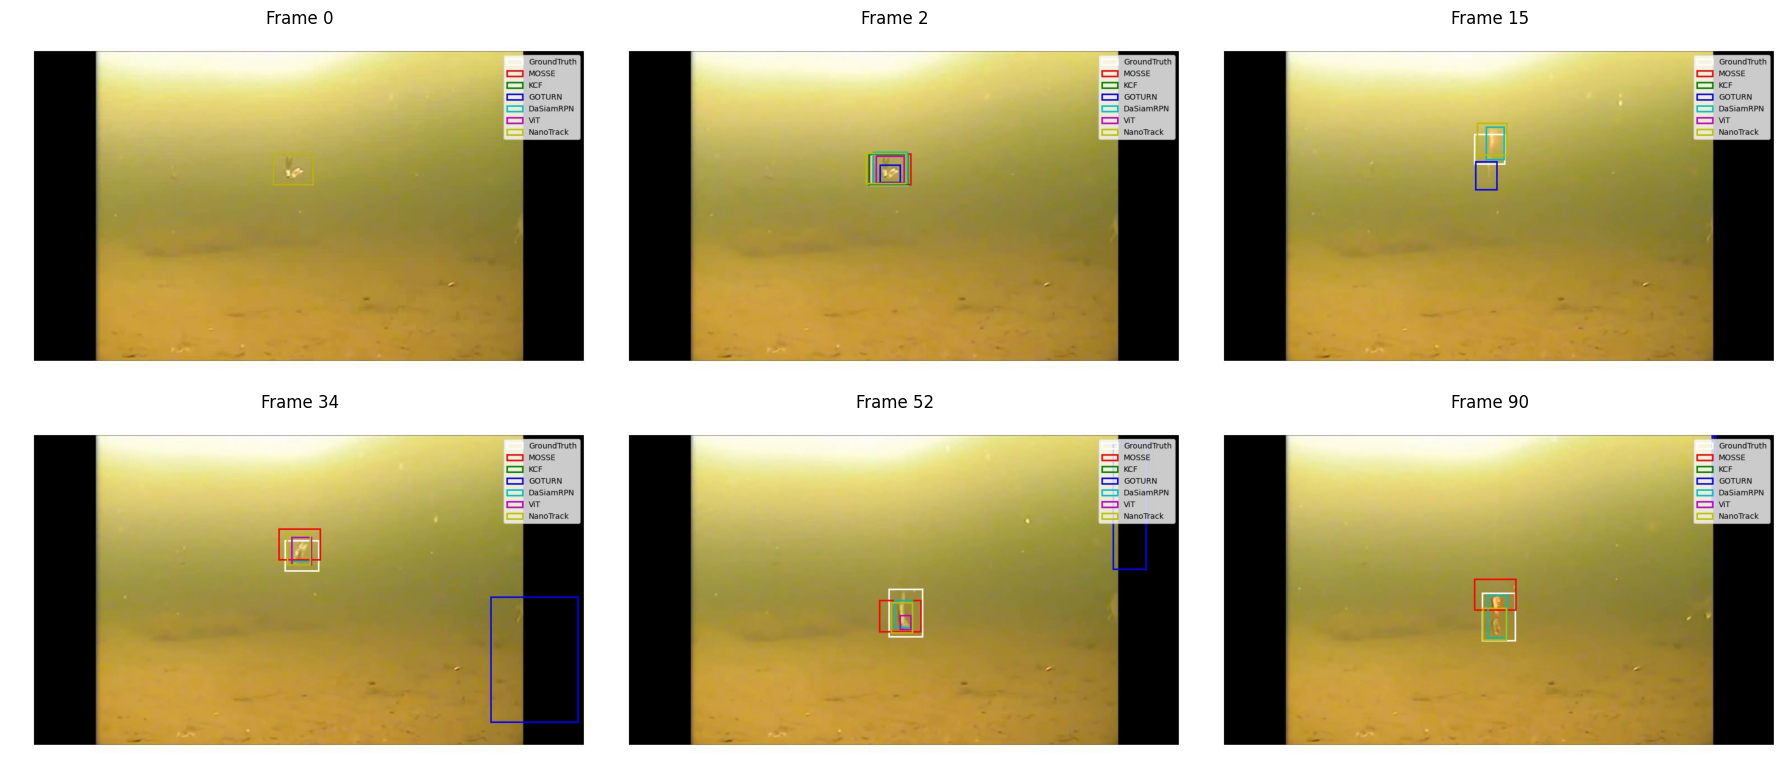 Frame 0
GroundTruth
MOSSE
KCF
GOTURN
DaSiamRPN
ViT
NanoTrack
Frame 2
GroundTruth
MOSSE
KCF
GOTURN
DaSiamRPN
ViT
NanoTrack
Frame 15
GroundTruth
MOSSE
KCF
GOTURN
DaSiamRPN
ViT
NanoTrack
Frame 34
GroundTruth
MOSSE
KCF
GOTURN
DaSiamRPN
ViT
NanoTrack
Frame 52
GroundTruth
MOSSE
KCF
GOTURN
DaSiamRPN
ViT
NanoTrack
Frame 90
GroundTruth
MOSSE
KCF
GOTURN
DaSiamRPN
ViT
NanoTrack